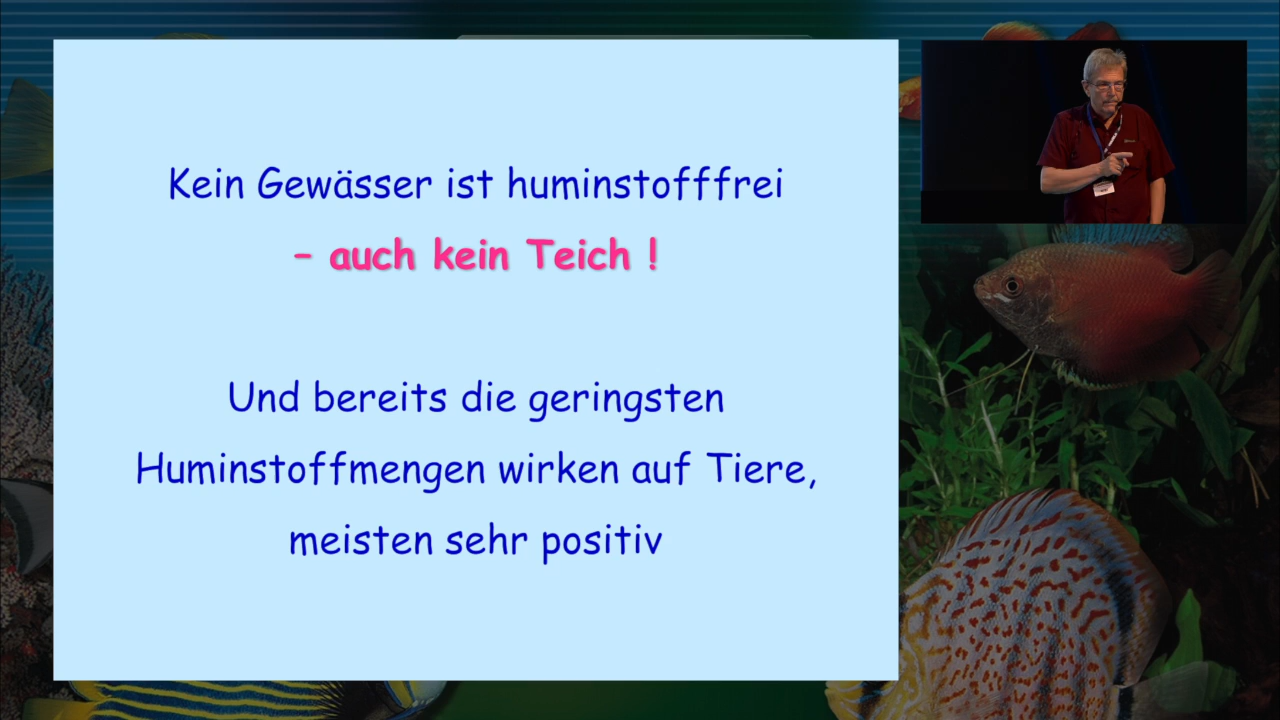 Kein Gewässer ist huminstofffrei
– auch kein Teich !
Und bereits die geringsten
Huminstoffmengen wirken auf Tiere,
meisten sehr positiv